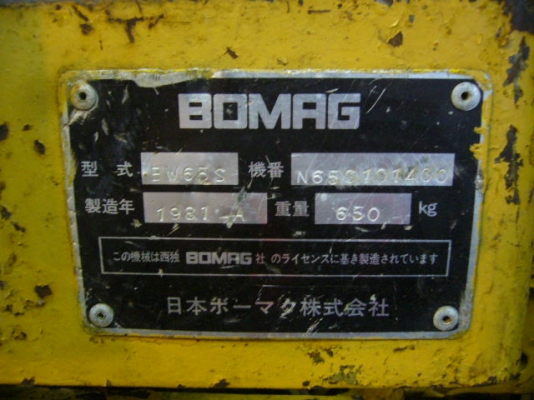 BOMAG
型式 BW65S 機番 N650101400
製造年 1981 A 重量 650 kg
この機械は西独 BOMAG 社 のライセンスに基き製造されています
日本ボーマク株式会社